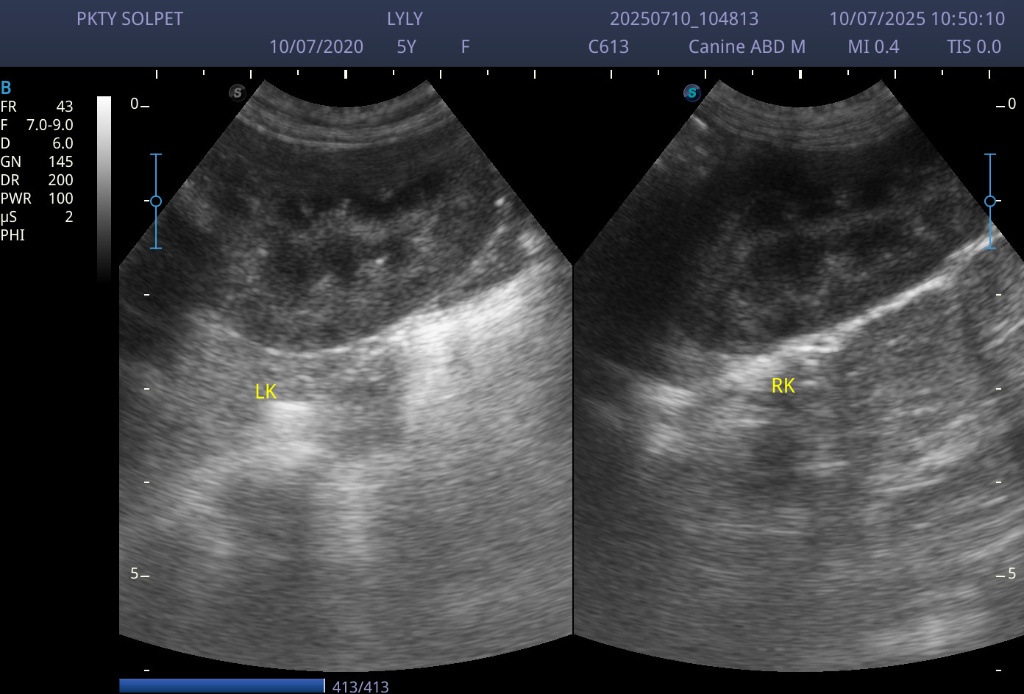 PKTY SOLPET LYLY 20250710_104813 10/07/2025 10:50:10
10/07/2020 5Y F C613 Canine ABD M MI 0.4 TIS 0.0
B
FR 43
F 7.0-9.0
D 6.0
GN 145
DR 200
PWR 100
µS 2
PHI
0
S
S
0
LK
RK
5
5
413/413